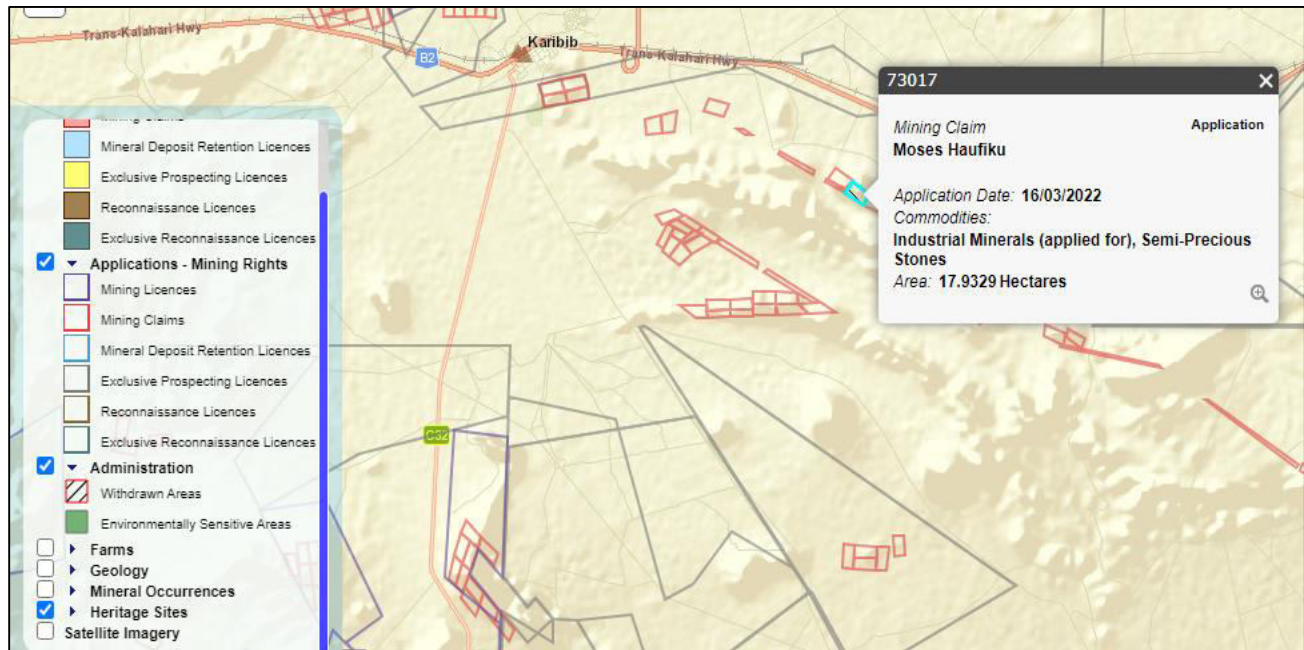 Trans-Kalahari Hwy
B2
Karibib
Trans-Kalahari Hwy
C32
Mining Claims
Mineral Deposit Retention Licences
Exclusive Prospecting Licences
Reconnaissance Licences
Exclusive Reconnaissance Licences
Applications - Mining Rights
Mining Licences
Mining Claims
Mineral Deposit Retention Licences
Exclusive Prospecting Licences
Reconnaissance Licences
Exclusive Reconnaissance Licences
Administration
Withdrawn Areas
Environmentally Sensitive Areas
Farms
Geology
Mineral Occurrences
Heritage Sites
Satellite Imagery
73017
Mining Claim
Application
Moses Haufiku
Application Date: 16/03/2022
Commodities:
Industrial Minerals (applied for), Semi-Precious
Stones
Area: 17.9329 Hectares